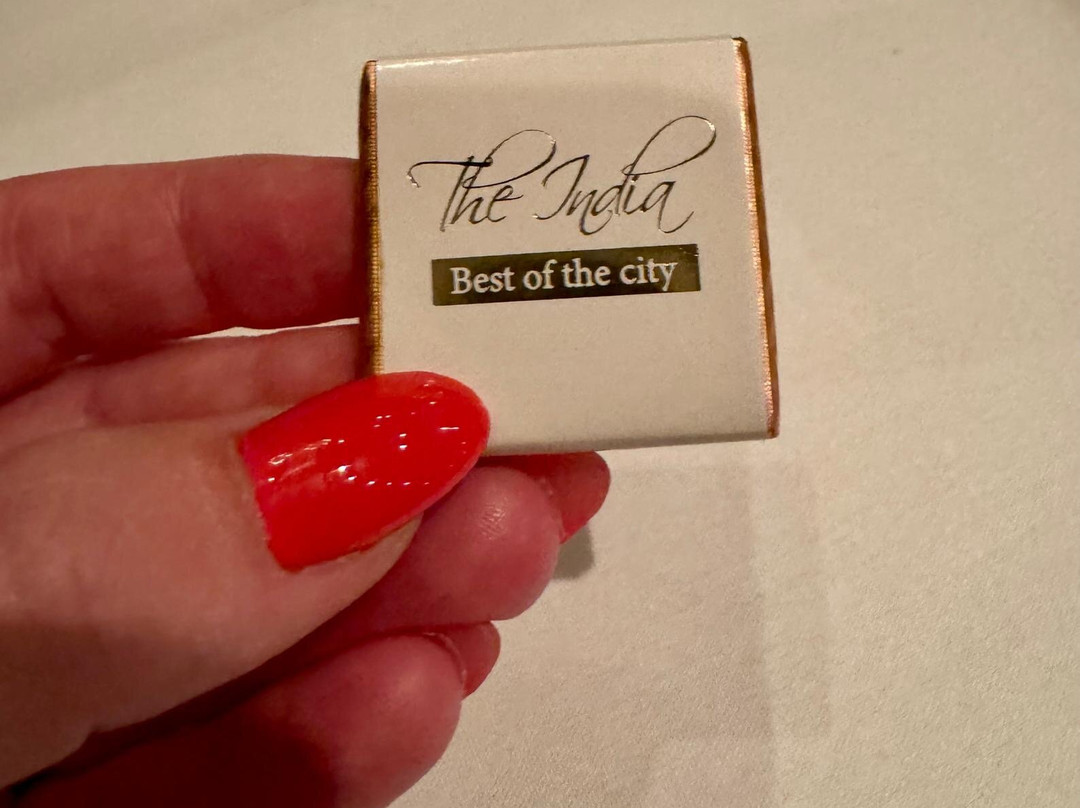 The India
Best of the city